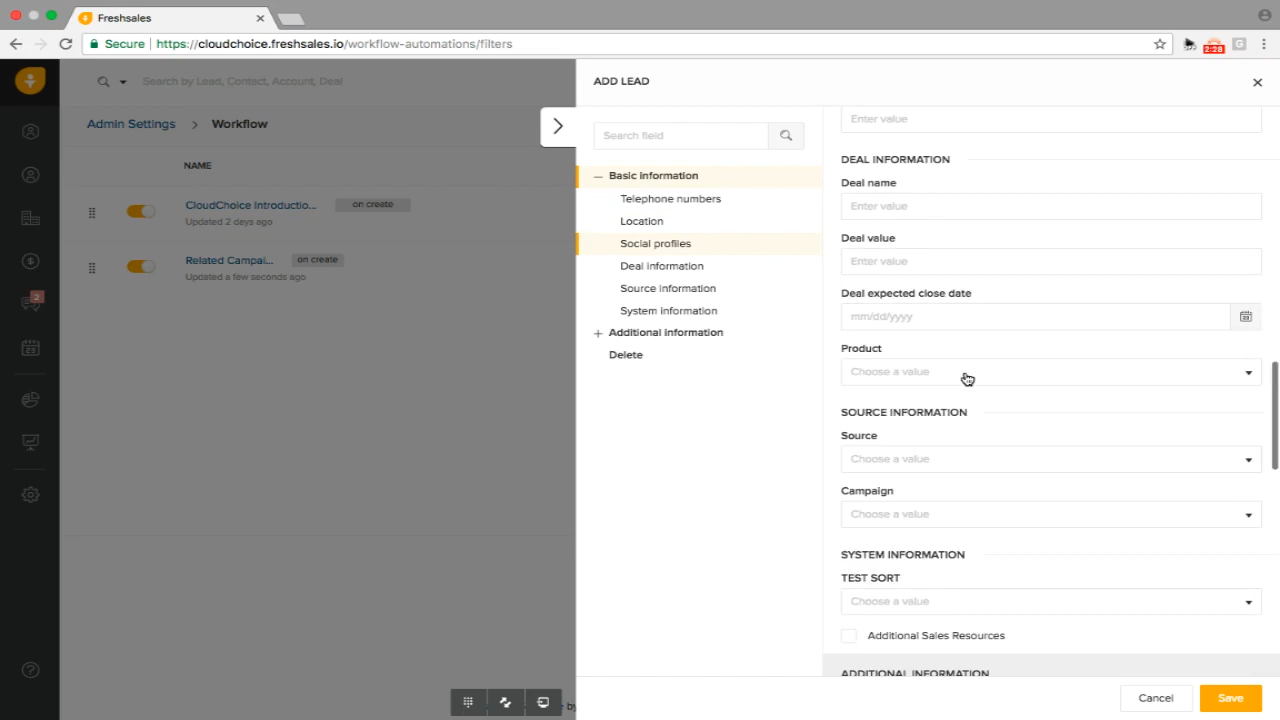 Freshsales
Secure | https://cloudchoice.freshsales.io/workflow-automations/filters
2:28
G
Search by Lead, Contact, Account, Deal
ADD LEAD
Admin Settings > Workflow
Search field
Enter value
NAME
Basic information
DEAL INFORMATION
Telephone numbers
Deal name
CloudChoice Introductio...
on create
Updated 2 days ago
Location
Enter value
Social profiles
Deal value
Related Campai...
on create
Updated a few seconds ago
Deal information
Enter value
Source information
Deal expected close date
2
System information
mm/dd/yyyy
23
Additional information
Product
23
Delete
Choose a value
SOURCE INFORMATION
Source
Choose a value
Campaign
Choose a value
SYSTEM INFORMATION
TEST SORT
Choose a value
Additional Sales Resources
ADDITIONAL INFORMATION
Cancel
Save
by